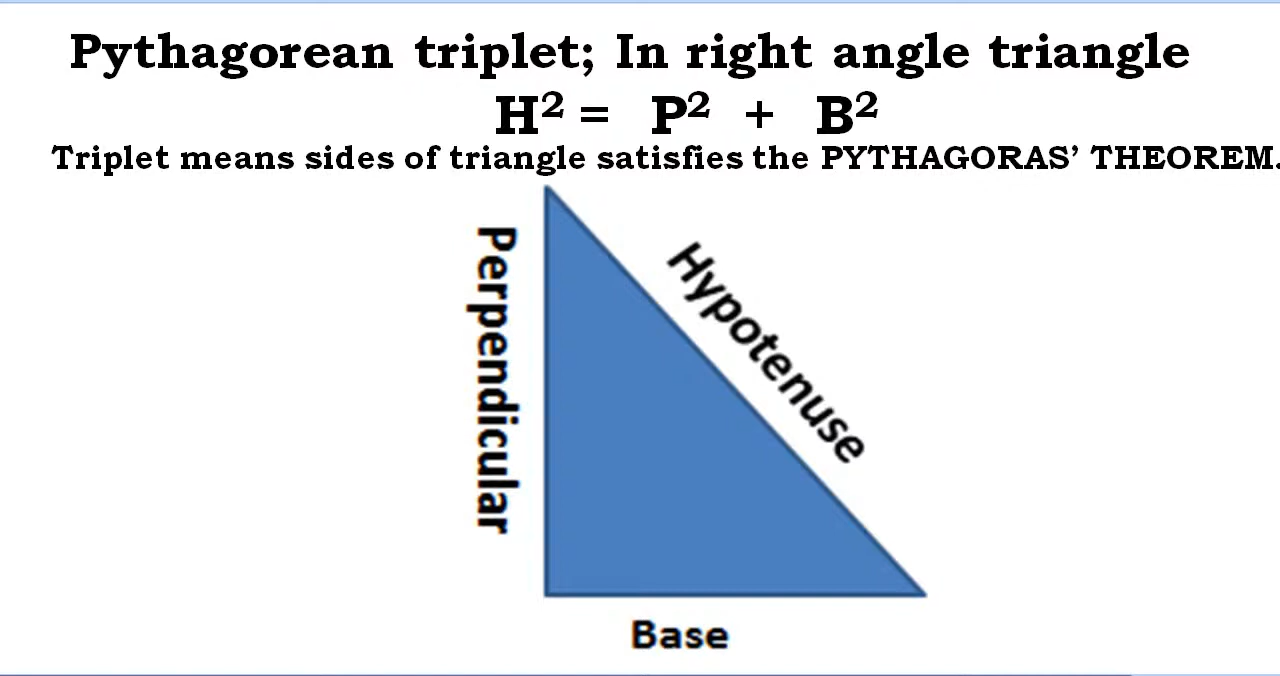 Pythagorean triplet; In right angle triangle
H² = P² + B²
Triplet means sides of triangle satisfies the PYTHAGORAS’ THEOREM.
Perpendicular
Hypotenuse
Base